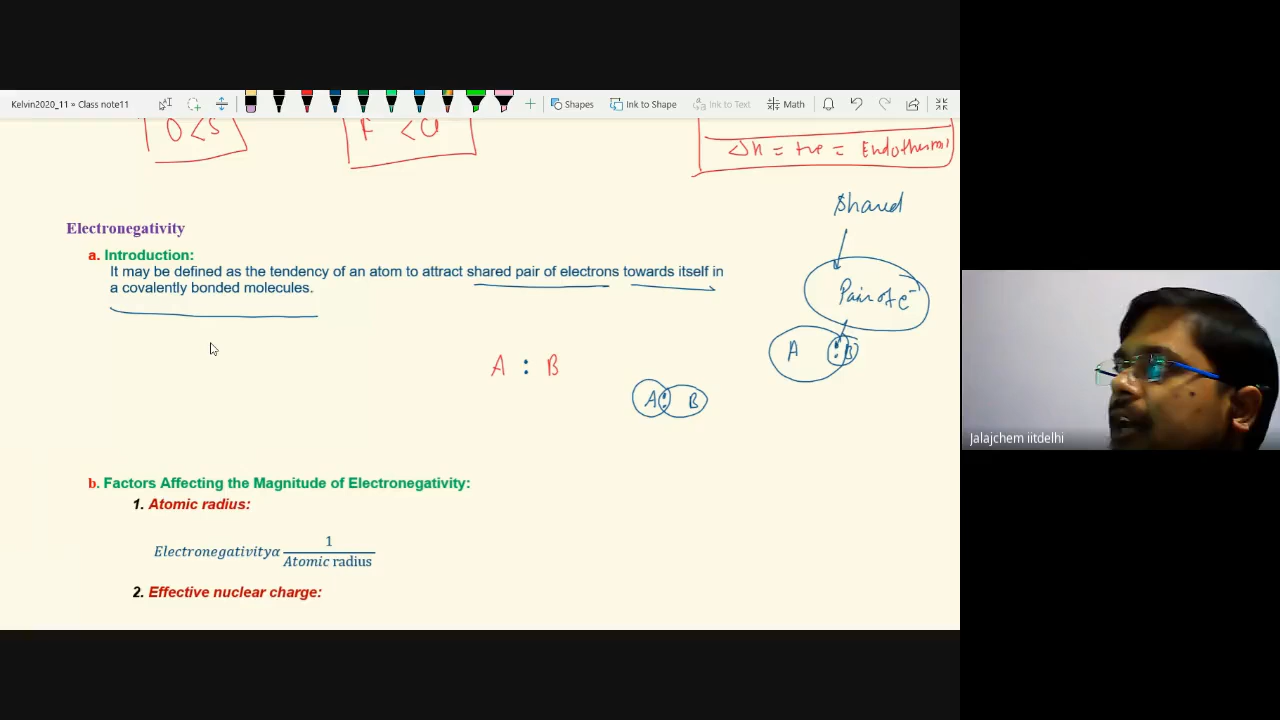 Kelvin2020_11 » Class note11
Shapes
Ink to Shape
Ink to Text
Math
O < S
F < Cl
Δh = +ve = Endothermi
Shared
Electronegativity
a. Introduction:
It may be defined as the tendency of an atom to attract shared pair of electrons towards itself in
a covalently bonded molecules.
Pair of e⁻
A : B
A : B
A : B
Jalajchem iitdelhi
b. Factors Affecting the Magnitude of Electronegativity:
1. Atomic radius:
Electronegativity α 1 / Atomic radius
2. Effective nuclear charge: